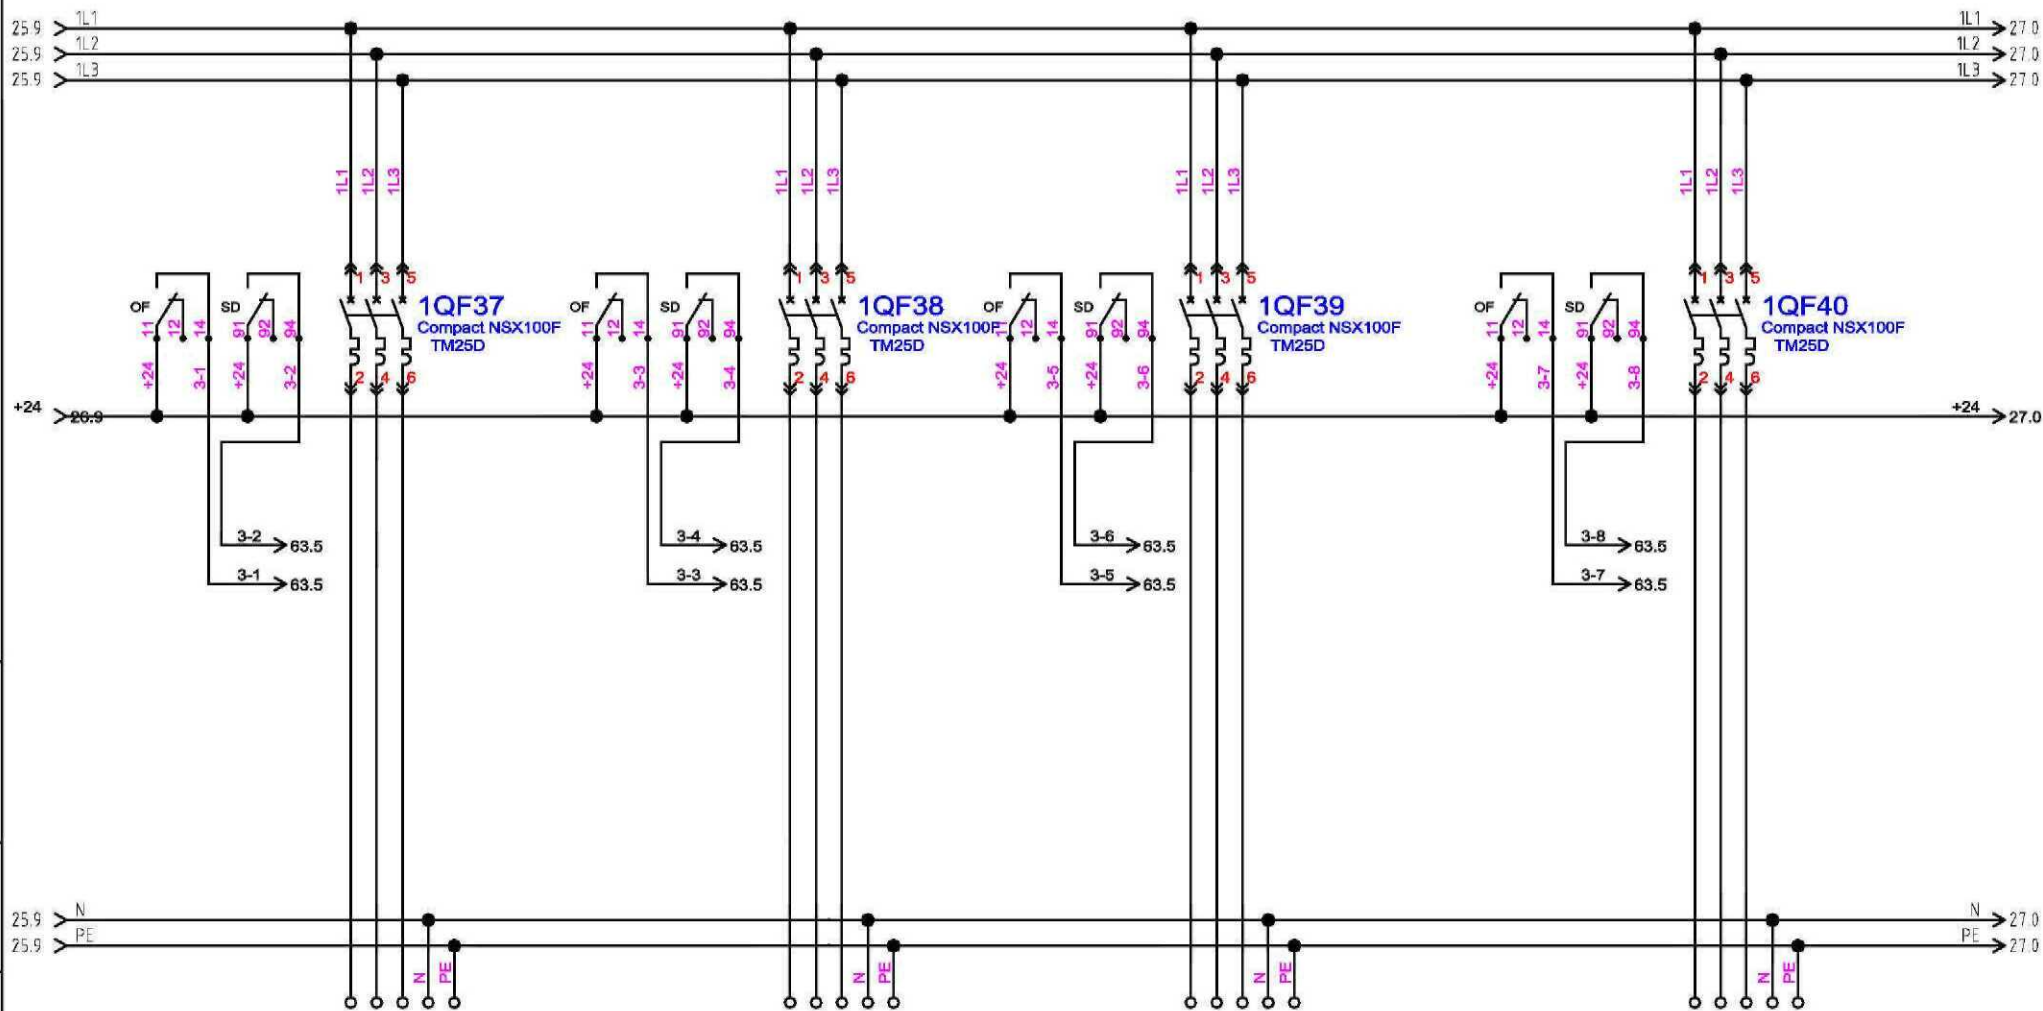 25.9 1L1 1L1 27.0
25.9 1L2 1L2 27.0
25.9 1L3 1L3 27.0
1L1 1L2 1L3 1L1 1L2 1L3 1L1 1L2 1L3 1L1 1L2 1L3
1 3 5 1 3 5 1 3 5 1 3 5
OF 11 12 14 SD 91 92 94 1QF37 OF 11 12 14 SD 91 92 94 1QF38 OF 11 12 14 SD 91 92 94 1QF39 OF 11 12 14 SD 91 92 94 1QF40
Compact NSX100F Compact NSX100F Compact NSX100F Compact NSX100F
TM25D TM25D TM25D TM25D
+24 3-1 +24 3-2 2 4 6 +24 3-3 +24 3-4 2 4 6 +24 3-5 +24 3-6 2 4 6 +24 3-7 +24 3-8 2 4 6
+24 26.9 +24 27.0
3-2 63.5 3-4 63.5 3-6 63.5 3-8 63.5
3-1 63.5 3-3 63.5 3-5 63.5 3-7 63.5
25.9 N N 27.0
25.9 PE PE 27.0
N PE N PE N PE N PE